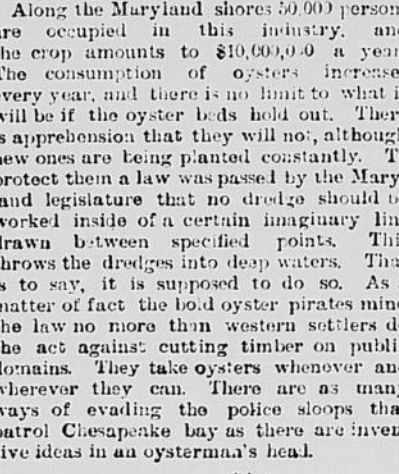 Along the Maryland shores 50,000 person
are occupied in this industry, and
the crop amounts to $10,000,000 a year
The consumption of oysters increase
every year, and there is no limit to what i
will be if the oyster beds hold out. Ther
s apprehension that they will not, although
new ones are being planted constantly. T
protect them a law was passed by the Mary
and legislature that no dredge should b
worked inside of a certain imaginary lin
drawn between specified points. Thi
throws the dredges into deep waters. Tha
s to say, it is supposed to do so. As
matter of fact the bold oyster pirates mind
the law no more than western settlers d
the act against cutting timber on publi
domains. They take oysters whenever an
wherever they can. There are as many
ways of evading the police sloops tha
patrol Chesapeake bay as there are inven
tive ideas in an oysterman's head.